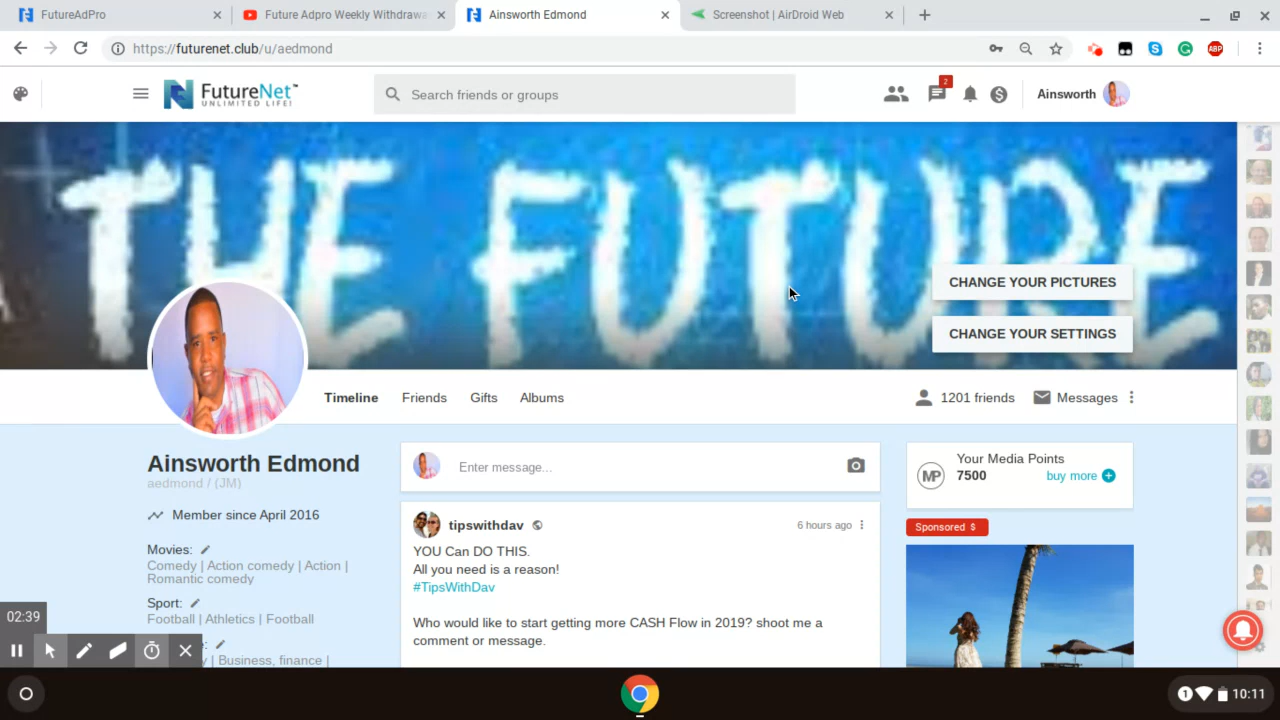 FutureAdPro
Future Adpro Weekly Withdrawa
Ainsworth Edmond
Screenshot | AirDroid Web
https://futurenet.club/u/aedmond
ABP
FutureNet™
UNLIMITED LIFE!
Search friends or groups
2
Ainsworth
THE FUTURE
CHANGE YOUR PICTURES
CHANGE YOUR SETTINGS
Timeline
Friends
Gifts
Albums
1201 friends
Messages
Ainsworth Edmond
aedmond / (JM)
Member since April 2016
Movies:
Comedy | Action comedy | Action |
Romantic comedy
Sport:
Football | Athletics | Football
| Business, finance |
Enter message...
tipswithdav
6 hours ago
YOU Can DO THIS.
All you need is a reason!
#TipsWithDav
Who would like to start getting more CASH Flow in 2019? shoot me a
comment or message.
Your Media Points
MP
7500
buy more
Sponsored $
02:39
1
10:11